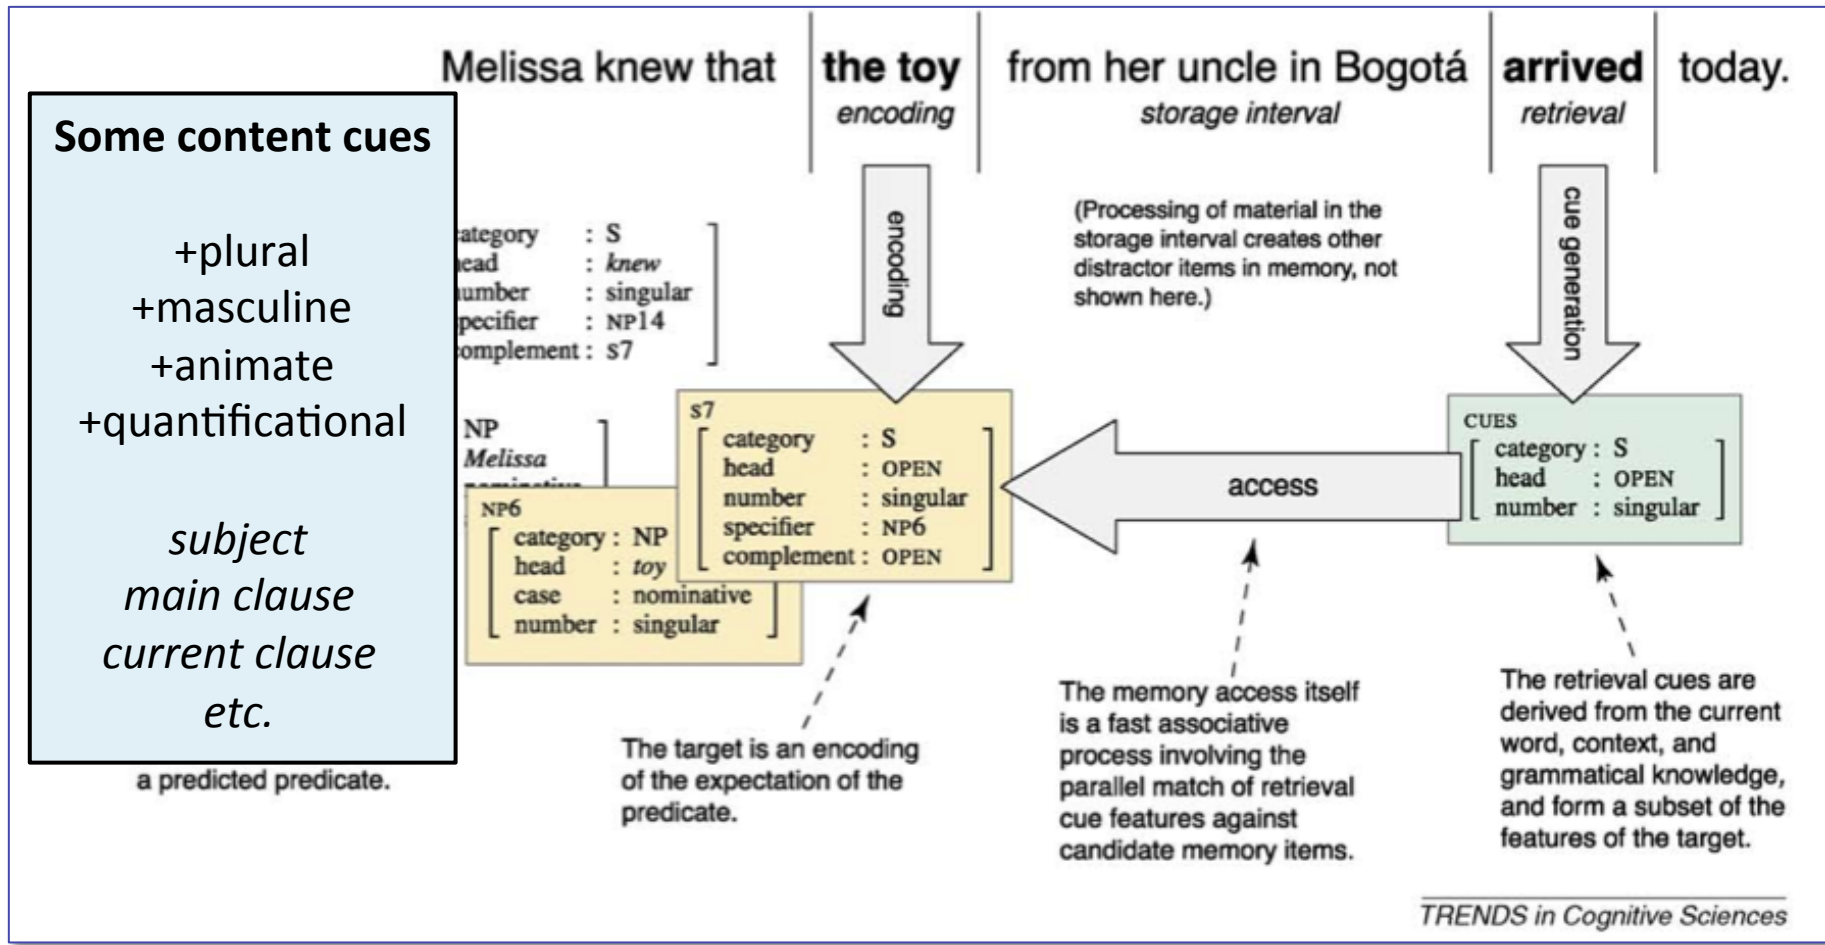 Melissa knew that the toy from her uncle in Bogotá arrived today.
encoding storage interval retrieval
Some content cues
+plural
+masculine
+animate
+quantificational
subject
main clause
current clause
etc.
category : S
head : knew
number : singular
specifier : NP14
complement : S7
encoding
(Processing of material in the
storage interval creates other
distractor items in memory, not
shown here.)
cue generation
NP
Melissa
nominative
NP6
category : NP
head : toy
case : nominative
number : singular
S7
category : S
head : OPEN
number : singular
specifier : NP6
complement : OPEN
access
CUES
category : S
head : OPEN
number : singular
a predicted predicate.
The target is an encoding
of the expectation of the
predicate.
The memory access itself
is a fast associative
process involving the
parallel match of retrieval
cue features against
candidate memory items.
The retrieval cues are
derived from the current
word, context, and
grammatical knowledge,
and form a subset of the
features of the target.
TRENDS in Cognitive Sciences